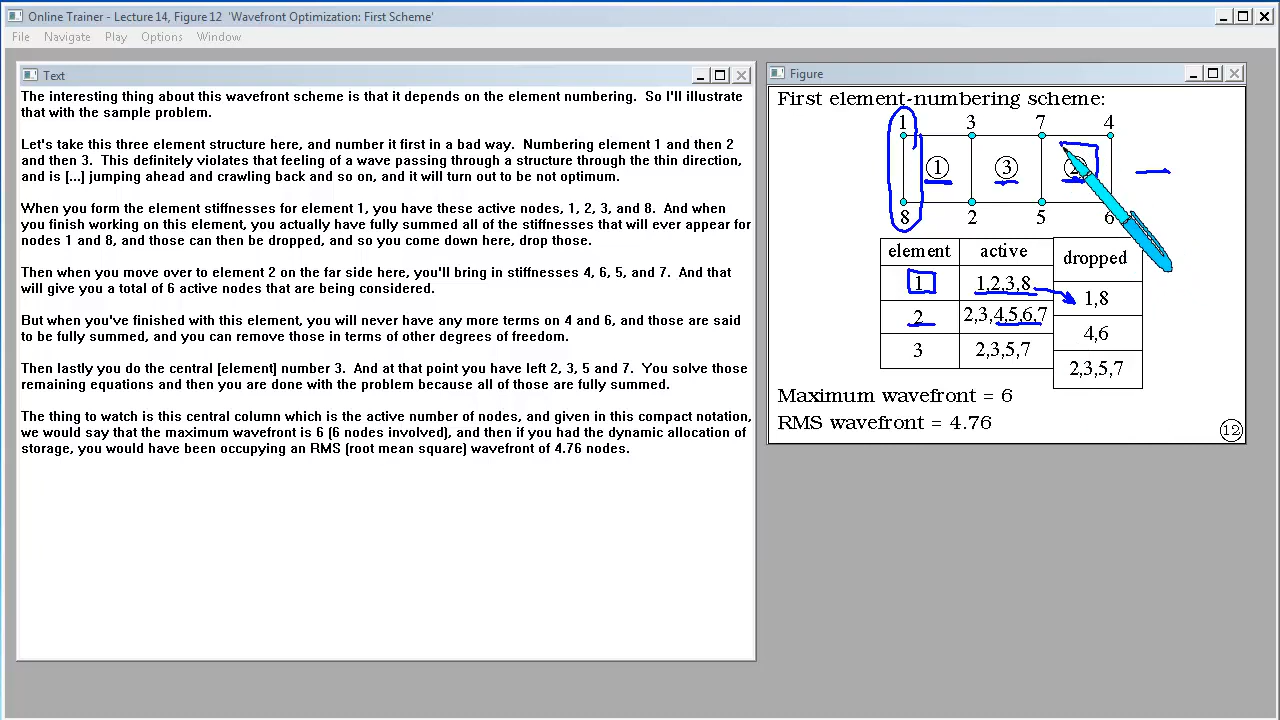 Online Trainer - Lecture 14, Figure 12 'Wavefront Optimization: First Scheme'
File Navigate Play Options Window
Text
The interesting thing about this wavefront scheme is that it depends on the element numbering. So I'll illustrate
that with the sample problem.
Let's take this three element structure here, and number it first in a bad way. Numbering element 1 and then 2
and then 3. This definitely violates that feeling of a wave passing through a structure through the thin direction,
and is [...] jumping ahead and crawling back and so on, and it will turn out to be not optimum.
When you form the element stiffnesses for element 1, you have these active nodes, 1, 2, 3, and 8. And when
you finish working on this element, you actually have fully summed all of the stiffnesses that will ever appear for
nodes 1 and 8, and those can then be dropped, and so you come down here, drop those.
Then when you move over to element 2 on the far side here, you'll bring in stiffnesses 4, 6, 5, and 7. And that
will give you a total of 6 active nodes that are being considered.
But when you've finished with this element, you will never have any more terms on 4 and 6, and those are said
to be fully summed, and you can remove those in terms of other degrees of freedom.
Then lastly you do the central [element] number 3. And at that point you have left 2, 3, 5 and 7. You solve those
remaining equations and then you are done with the problem because all of those are fully summed.
The thing to watch is this central column which is the active number of nodes, and given in this compact notation,
we would say that the maximum wavefront is 6 (6 nodes involved), and then if you had the dynamic allocation of
storage, you would have been occupying an RMS (root mean square) wavefront of 4.76 nodes.
Figure
First element-numbering scheme:
1 3 7 4
1 3 2
8 2 5 6
element active dropped
1 1,2,3,8 1,8
2 2,3,4,5,6,7 4,6
3 2,3,5,7 2,3,5,7
Maximum wavefront = 6
RMS wavefront = 4.76
12